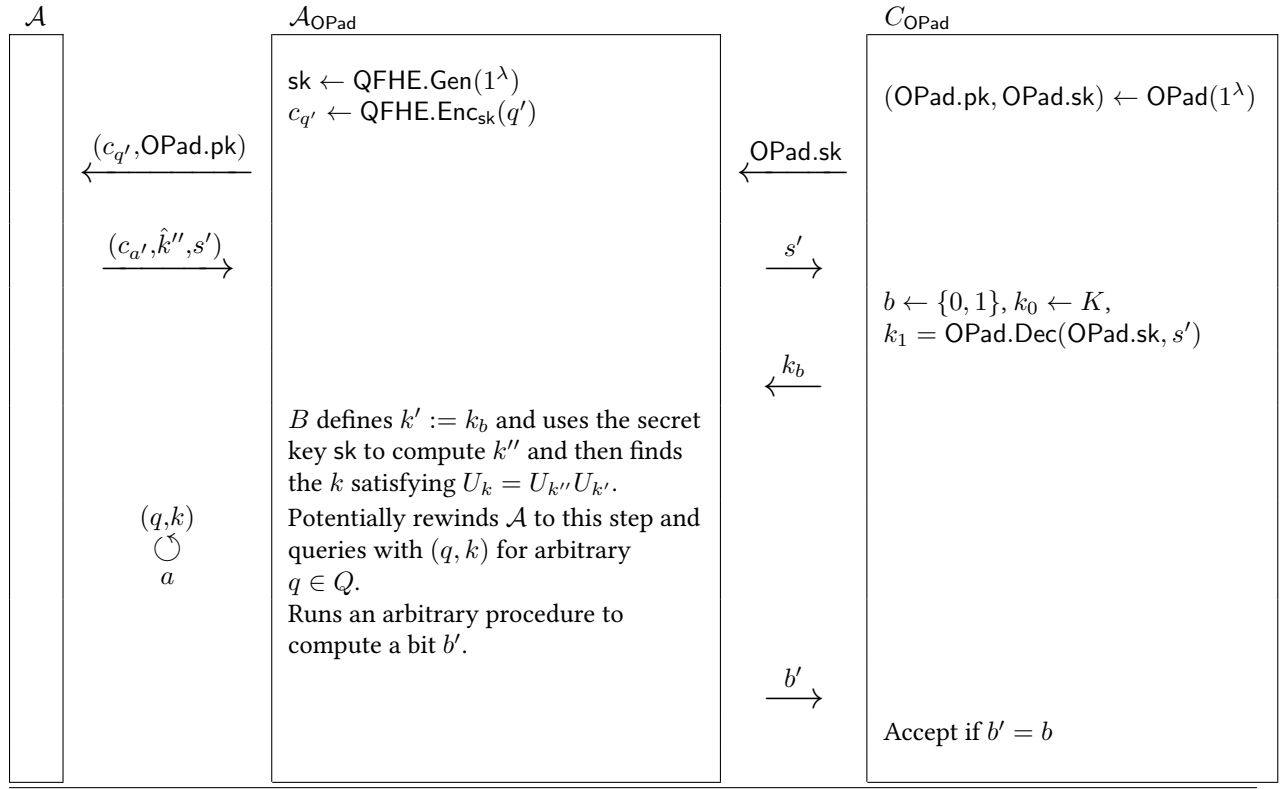 𝒜
𝒜_OPad
C_OPad
sk ← QFHE.Gen(1^λ)
c_{q′} ← QFHE.Enc_sk(q′)
(OPad.pk, OPad.sk) ← OPad(1^λ)
(c_{q′},OPad.pk)
OPad.sk
(c_{a′},k̂′′,s′)
s′
b ← {0, 1}, k_0 ← K,
k_1 = OPad.Dec(OPad.sk, s′)
k_b
B defines k′ := k_b and uses the secret
key sk to compute k′′ and then finds
the k satisfying U_k = U_{k′′}U_{k′}.
Potentially rewinds 𝒜 to this step and
queries with (q, k) for arbitrary
q ∈ Q.
Runs an arbitrary procedure to
compute a bit b′.
(q,k)
a
b′
Accept if b′ = b